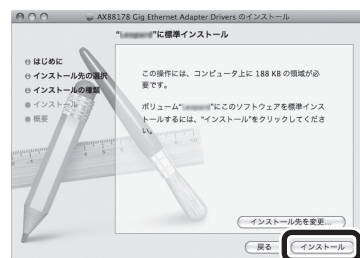 AX88178 Gig Ethernet Adapter Drivers のインストール
“ ”に標準インストール
はじめに
インストール先の選択
インストールの種類
インストール
概要
この操作には、コンピュータ上に 188 KB の領域が必
要です。
ボリューム“ ”にこのソフトウェアを標準インス
トールするには、“インストール”をクリックしてくださ
い。
インストール先を変更...
戻る
インストール